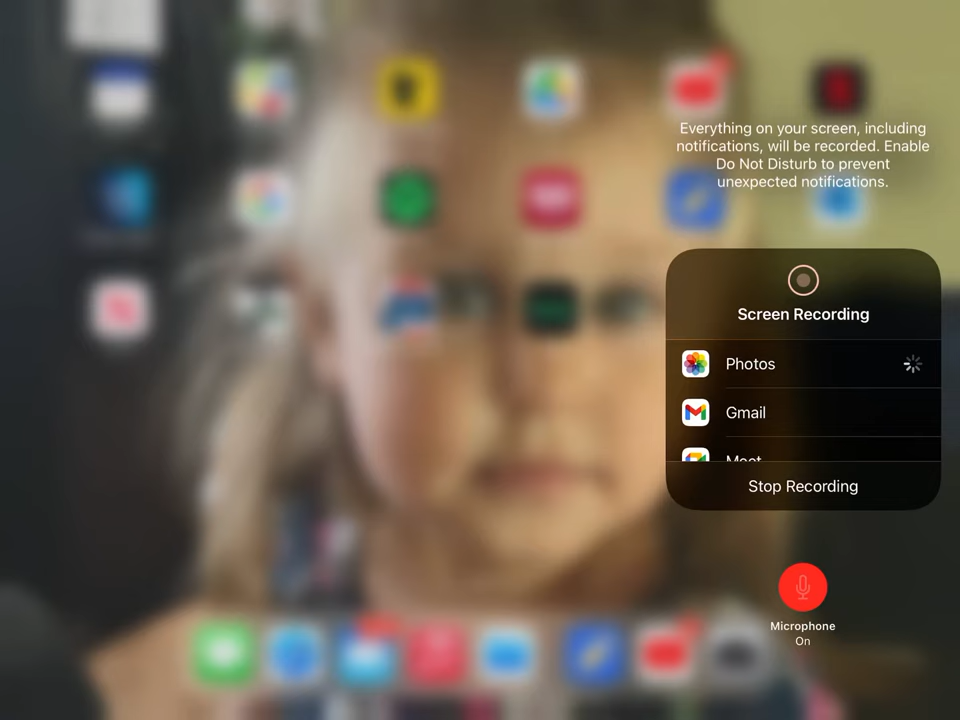 Everything on your screen, including
notifications, will be recorded. Enable
Do Not Disturb to prevent
unexpected notifications.
Screen Recording
Photos
Gmail
Meet
Stop Recording
Microphone
On